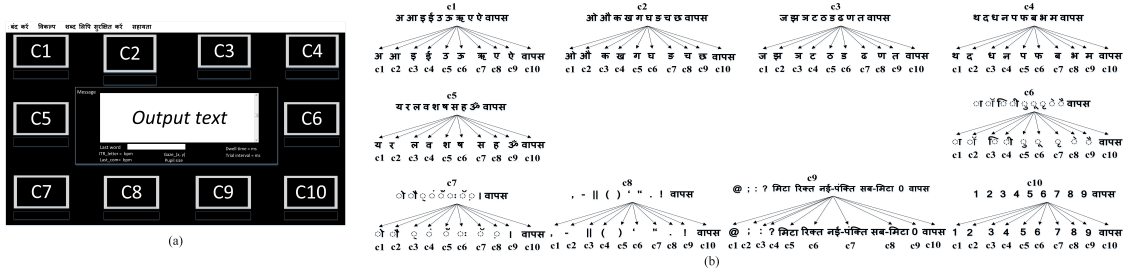 बंद करें विकल्प शब्द लिपि सुरक्षित करें सहायता
C1 C2 C3 C4
C5 C6
C7 C8 C9 C10
Message
Output text
Last word
ITR_letter = bpm
Last_com= bpm
Gaze_(x, y)
Pupil size
Dwell time = ms
Trial interval = ms
(a)
c1
अ आ इ ई उ ऊ ऋ ए ऐ वापस
अ आ इ ई उ ऊ ऋ ए ऐ वापस
c1 c2 c3 c4 c5 c6 c7 c8 c9 c10
c2
ओ औ क ख ग घ ङ च छ वापस
ओ औ क ख ग घ ङ च छ वापस
c1 c2 c3 c4 c5 c6 c7 c8 c9 c10
c3
ज झ ञ ट ठ ड ढ ण त वापस
ज झ ञ ट ठ ड ढ ण त वापस
c1 c2 c3 c4 c5 c6 c7 c8 c9 c10
c4
थ द ध न प फ ब भ म वापस
थ द ध न प फ ब भ म वापस
c1 c2 c3 c4 c5 c6 c7 c8 c9 c10
c5
य र ल व श ष स ह ॐ वापस
य र ल व श ष स ह ॐ वापस
c1 c2 c3 c4 c5 c6 c7 c8 c9 c10
c6
ा ॉ ि ी ु ू ृ े ै वापस
ा ॉ ि ी ु ू ृ े ै वापस
c1 c2 c3 c4 c5 c6 c7 c8 c9 c10
c7
। वापस
। वापस
c1 c2 c3 c4 c5 c6 c7 c8 c9 c10
c8
, - || ( ) ‘ “ . ! वापस
, - || ( ) ‘ “ . ! वापस
c1 c2 c3 c4 c5 c6 c7 c8 c9 c10
c9
@ ; : ? मिटा रिक्त नई-पंक्ति सब-मिटा 0 वापस
@ ; : ? मिटा रिक्त नई-पंक्ति सब-मिटा 0 वापस
c1 c2 c3 c4 c5 c6 c7 c8 c9 c10
c10
1 2 3 4 5 6 7 8 9 वापस
1 2 3 4 5 6 7 8 9 वापस
c1 c2 c3 c4 c5 c6 c7 c8 c9 c10
(b)